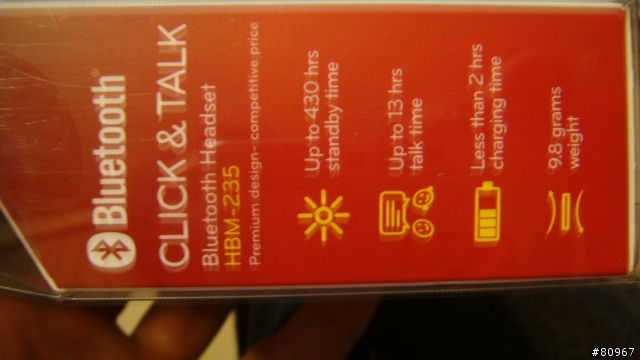 Bluetooth
CLICK & TALK
Bluetooth Headset
HBM-235
Premium design- competitive price
Up to 430 hrs
standby time
Up to 13 hrs
talk time
Less than 2 hrs
charging time
9,8 grams
weight
#80967